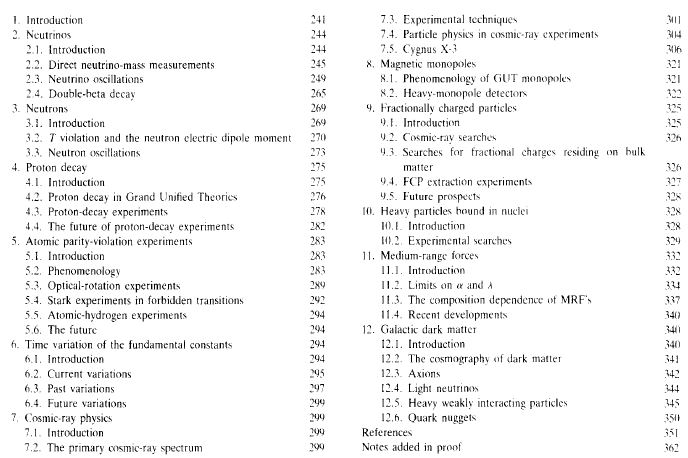 1. Introduction 241
2. Neutrinos 244
2.1. Introduction 244
2.2. Direct neutrino-mass measurements 245
2.3. Neutrino oscillations 249
2.4. Double-beta decay 265
3. Neutrons 269
3.1. Introduction 269
3.2. T violation and the neutron electric dipole moment 270
3.3. Neutron oscillations 273
4. Proton decay 275
4.1. Introduction 275
4.2. Proton decay in Grand Unified Theories 276
4.3. Proton-decay experiments 278
4.4. The future of proton-decay experiments 282
5. Atomic parity-violation experiments 283
5.1. Introduction 283
5.2. Phenomenology 283
5.3. Optical-rotation experiments 289
5.4. Stark experiments in forbidden transitions 292
5.5. Atomic-hydrogen experiments 294
5.6. The future 294
6. Time variation of the fundamental constants 294
6.1. Introduction 294
6.2. Current variations 295
6.3. Past variations 297
6.4. Future variations 299
7. Cosmic-ray physics 299
7.1. Introduction 299
7.2. The primary cosmic-ray spectrum 299
7.3. Experimental techniques 301
7.4. Particle physics in cosmic-ray experiments 304
7.5. Cygnus X-3 306
8. Magnetic monopoles 321
8.1. Phenomenology of GUT monopoles 321
8.2. Heavy-monopole detectors 322
9. Fractionally charged particles 325
9.1. Introduction 325
9.2. Cosmic-ray searches 326
9.3. Searches for fractional charges residing on bulk
matter 326
9.4. FCP extraction experiments 327
9.5. Future prospects 328
10. Heavy particles bound in nuclei 328
10.1. Introduction 328
10.2. Experimental searches 329
11. Medium-range forces 332
11.1. Introduction 332
11.2. Limits on α and λ 334
11.3. The composition dependence of MRF's 337
11.4. Recent developments 340
12. Galactic dark matter 340
12.1. Introduction 340
12.2. The cosmography of dark matter 341
12.3. Axions 342
12.4. Light neutrinos 344
12.5. Heavy weakly interacting particles 345
12.6. Quark nuggets 350
References 351
Notes added in proof 362